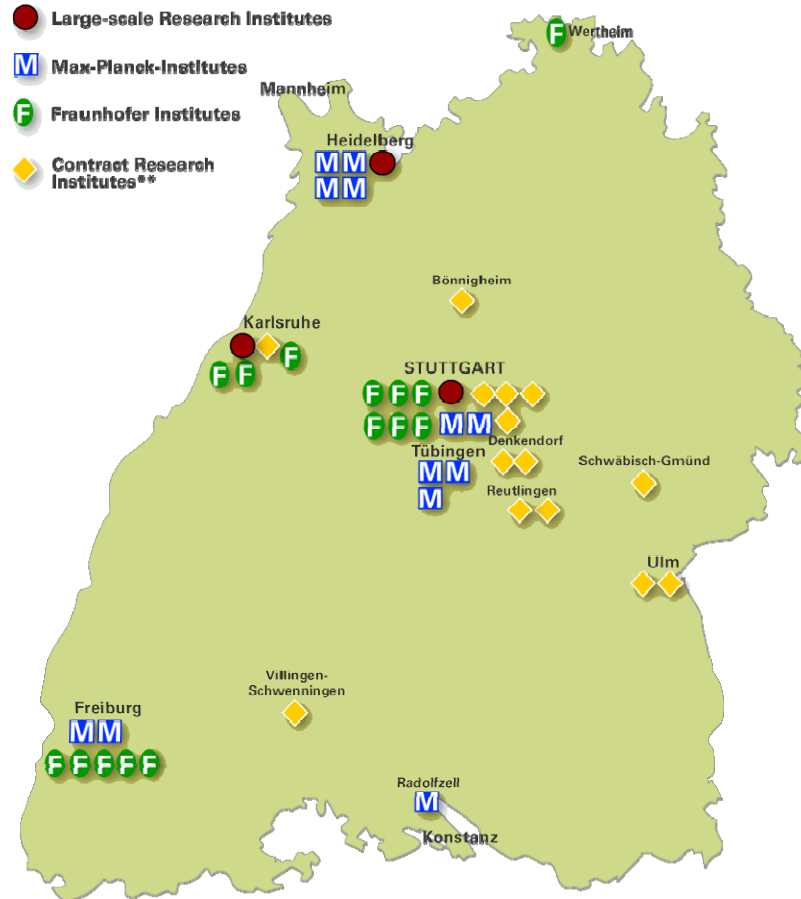 Large-scale Research Institutes
M Max-Planck-Institutes
F Fraunhofer Institutes
Contract Research
Institutes**
F Wertheim
Mannheim
Heidelberg
M M
M M
Bönnigheim
Karlsruhe
F
F F
STUTTGART
F F F
F F F M M
Denkendorf
Tübingen
M M
M
Schwäbisch-Gmünd
Reutlingen
Ulm
Villingen-
Schwenningen
Freiburg
M M
F F F F F
Radolfzell
M
Konstanz